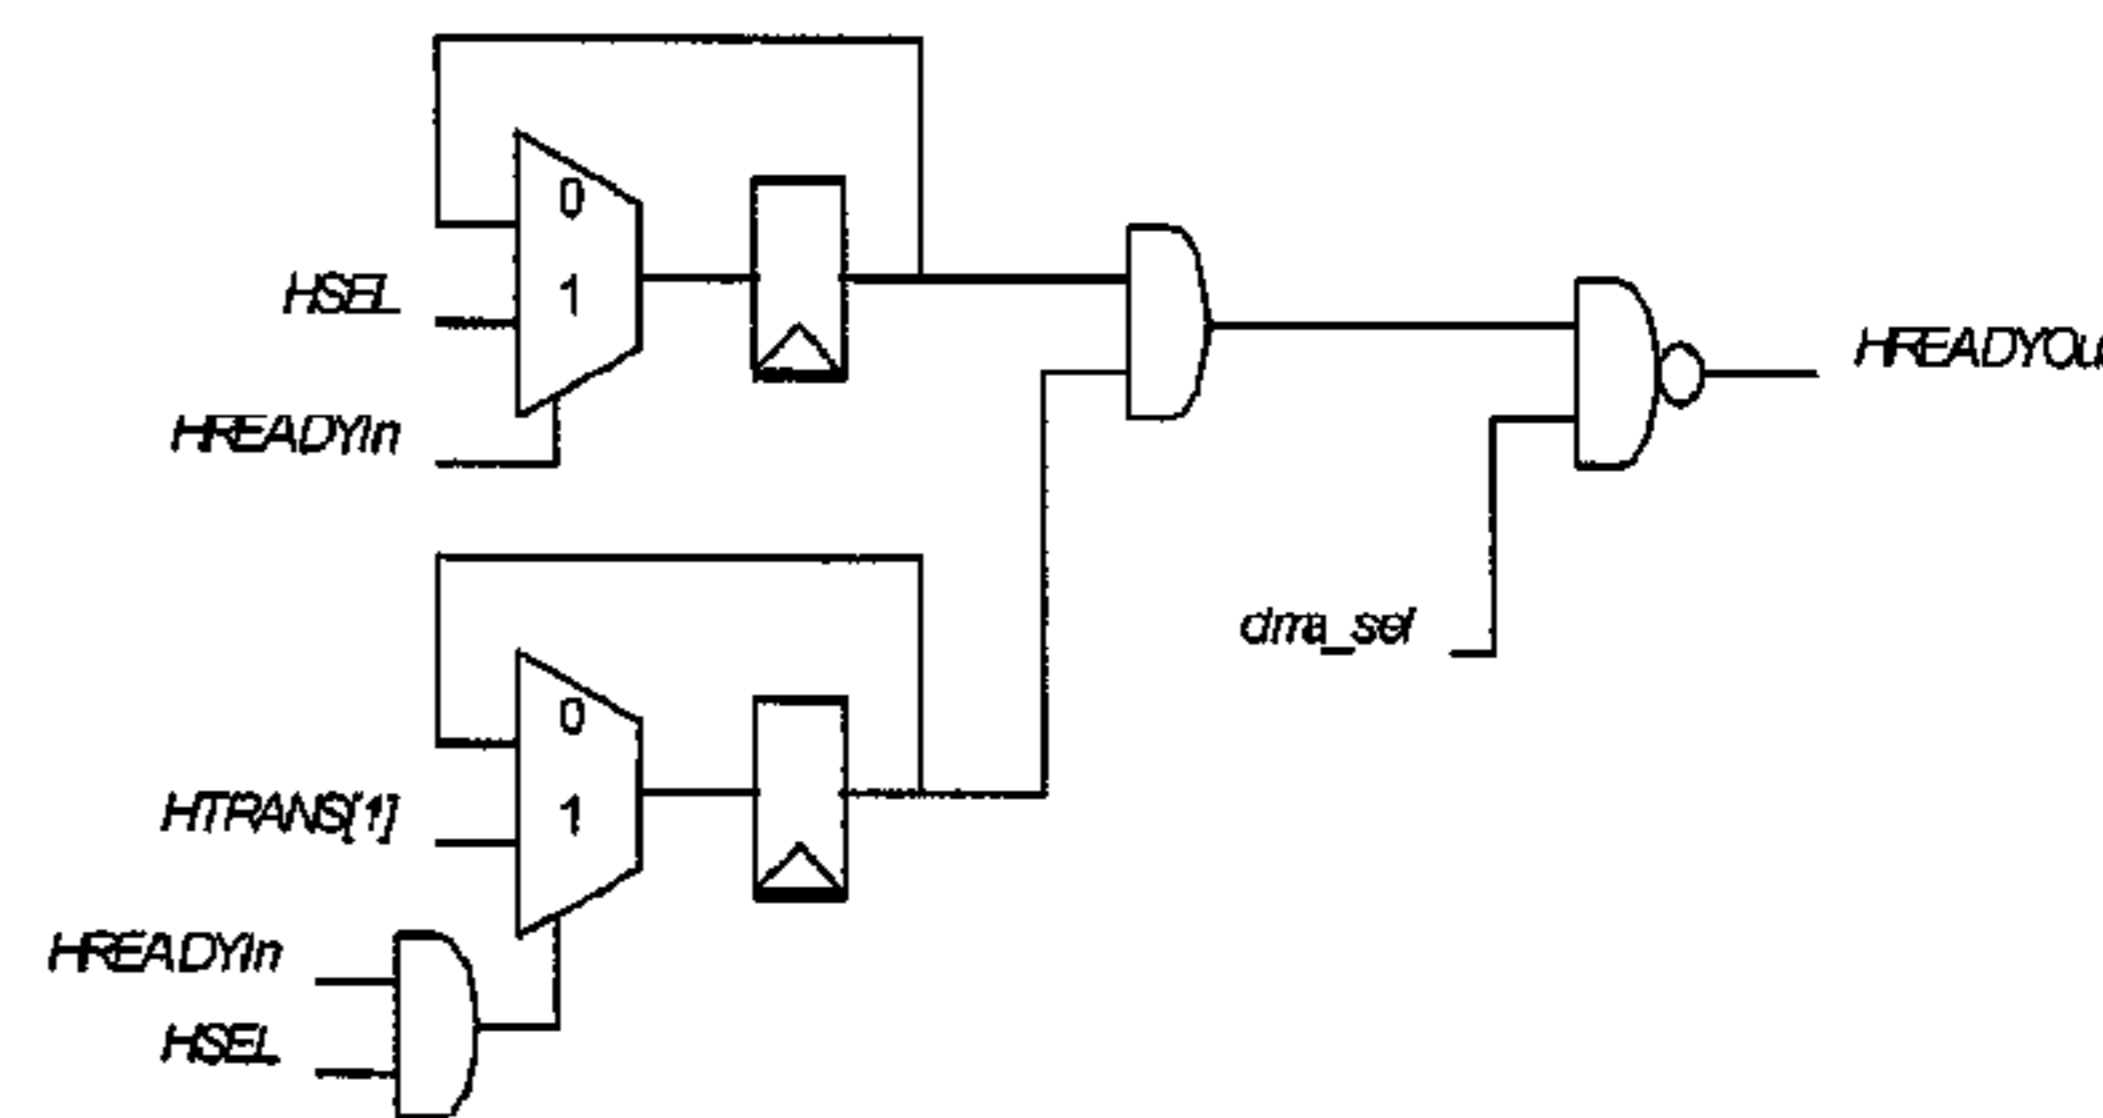 0
HSEL
1
HREADYIn
HREADYOu
dma_sel
0
HTRANS[1]
1
HREADYIn
HSEL